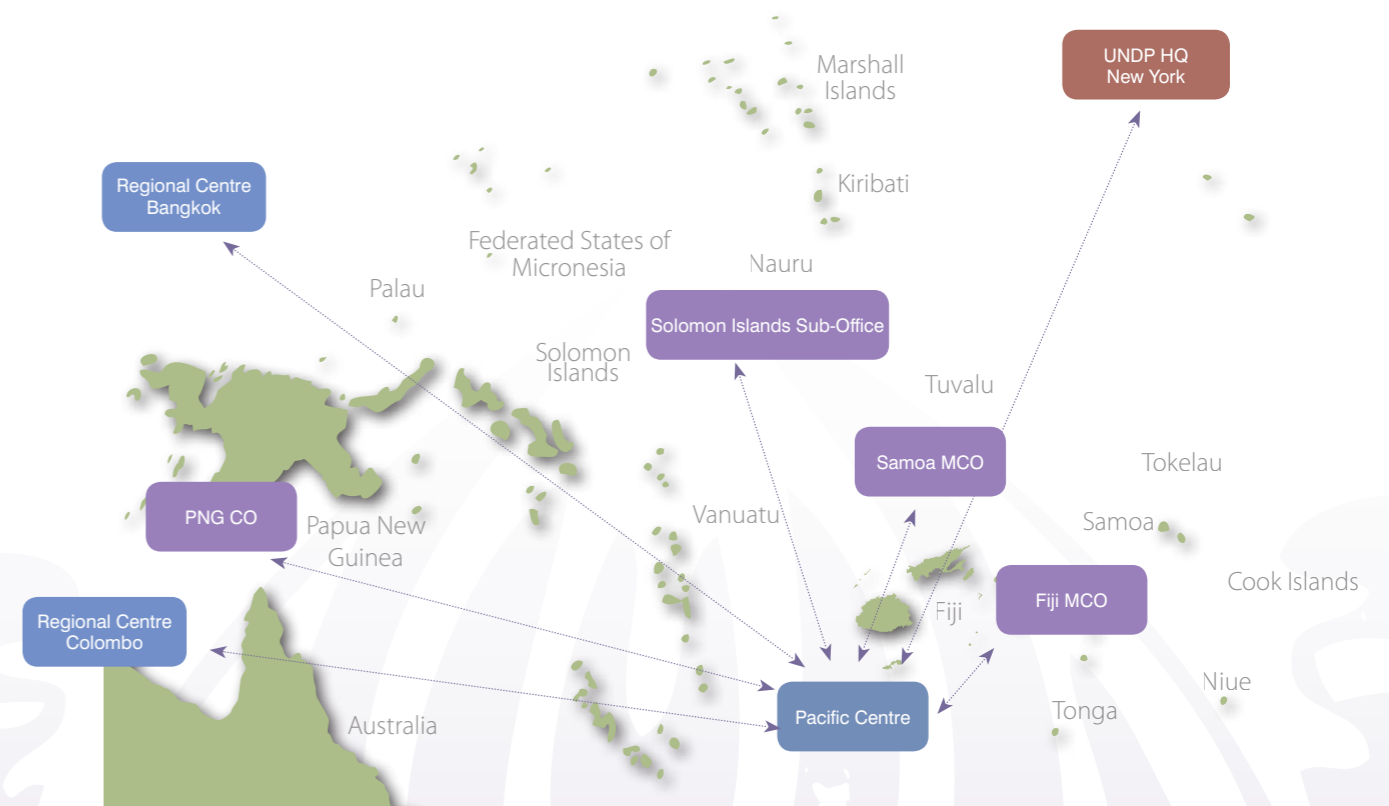 UNDP HQ
New York
Marshall
Islands
Regional Centre
Bangkok
Kiribati
Federated States of
Micronesia
Nauru
Palau
Solomon Islands Sub-Office
Solomon
Islands
Tuvalu
Samoa MCO
Tokelau
PNG CO
Papua New
Guinea
Vanuatu
Samoa
Cook Islands
Fiji MCO
Fiji
Regional Centre
Colombo
Niue
Pacific Centre
Tonga
Australia